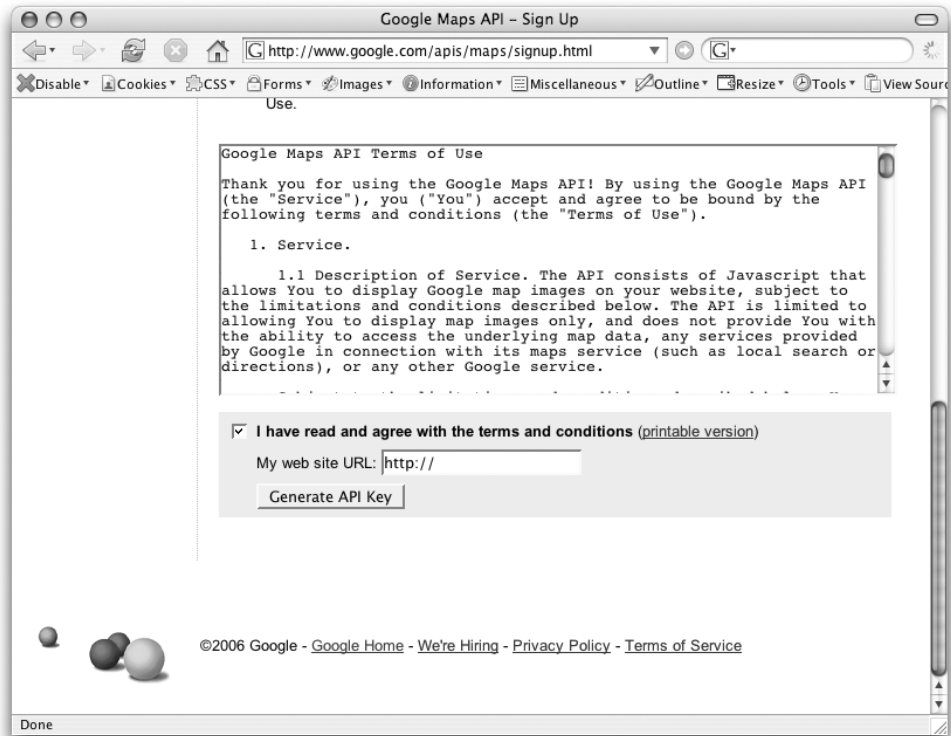 Google Maps API – Sign Up
G http://www.google.com/apis/maps/signup.html G
Disable Cookies CSS Forms Images Information Miscellaneous Outline Resize Tools View Sourc
Use.
Google Maps API Terms of Use
Thank you for using the Google Maps API! By using the Google Maps API
(the "Service"), you ("You") accept and agree to be bound by the
following terms and conditions (the "Terms of Use").
1. Service.
1.1 Description of Service. The API consists of Javascript that
allows You to display Google map images on your website, subject to
the limitations and conditions described below. The API is limited to
allowing You to display map images only, and does not provide You with
the ability to access the underlying map data, any services provided
by Google in connection with its maps service (such as local search or
directions), or any other Google service.
I have read and agree with the terms and conditions (printable version)
My web site URL: http://
Generate API Key
©2006 Google - Google Home - We're Hiring - Privacy Policy - Terms of Service
Done